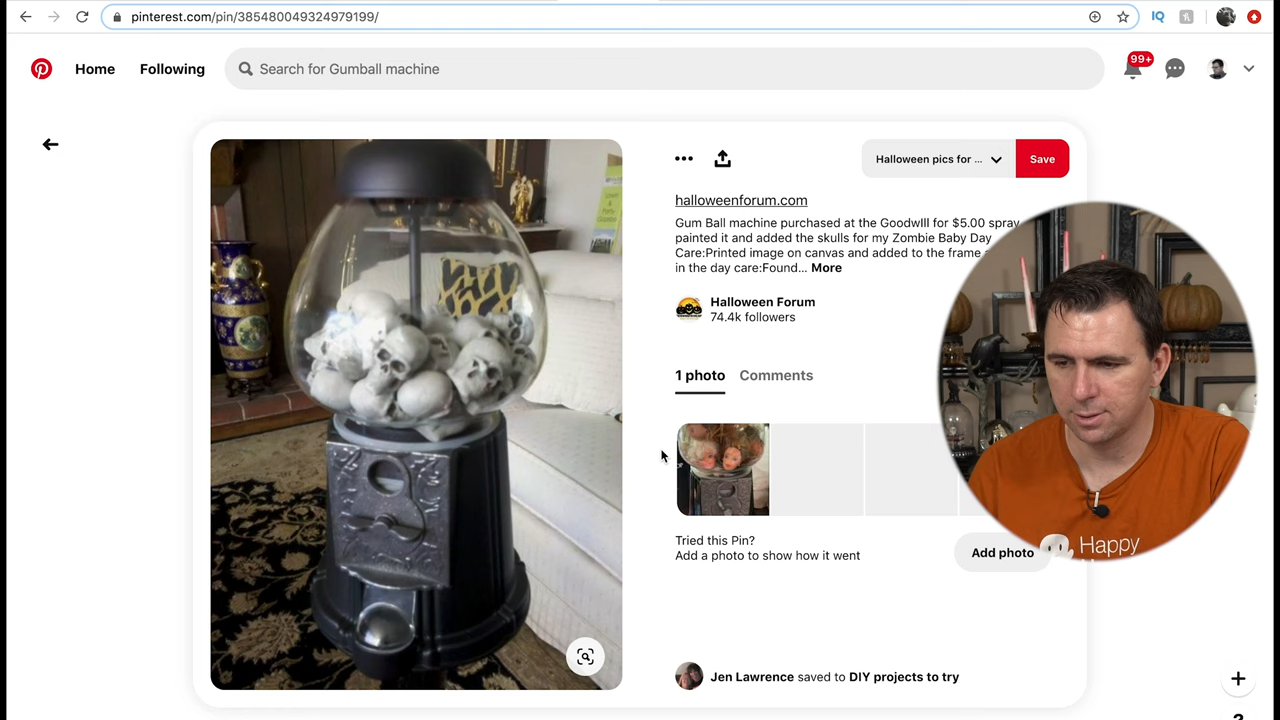 pinterest.com/pin/385480049324979199/
IQ
Home
Following
Search for Gumball machine
99+
Halloween pics for ...
Save
halloweenforum.com
Gum Ball machine purchased at the Goodwlll for $5.00 spray
painted it and added the skulls for my Zombie Baby Day
Care:Printed image on canvas and added to the frame
in the day care:Found... More
Halloween Forum
74.4k followers
1 photo
Comments
Tried this Pin?
Add a photo to show how it went
Add photo
Happy
Jen Lawrence saved to DIY projects to try